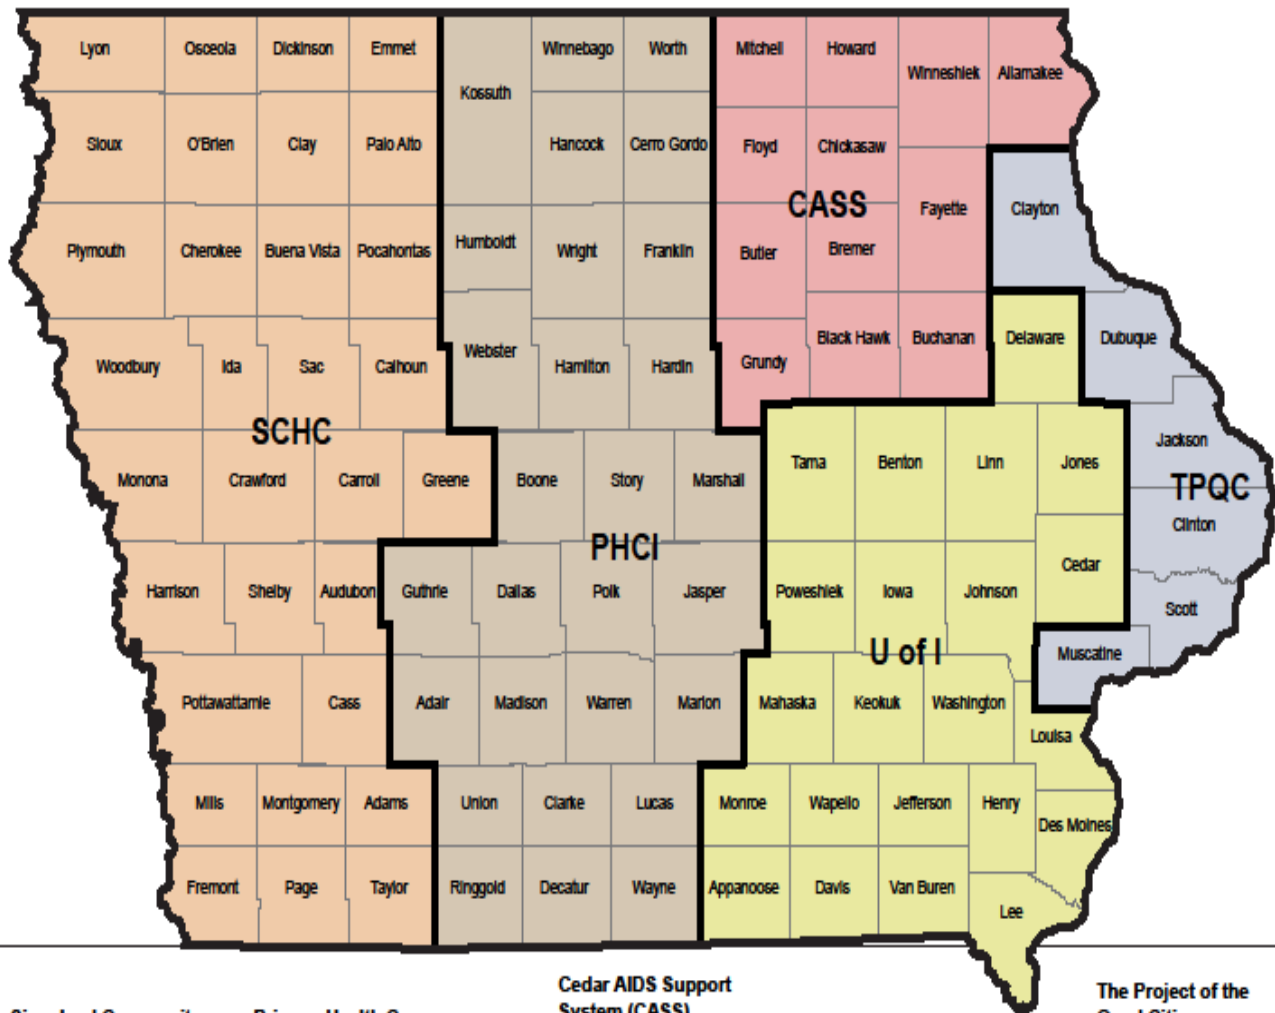 Lyon Osceola Dickinson Emmet Kossuth Winnebago Worth Mitchell Howard Winneshiek Allamakee
Sioux O'Brien Clay Palo Alto Hancock Cerro Gordo Floyd Chickasaw
CASS
Fayette Clayton
Plymouth Cherokee Buena Vista Pocahontas Humboldt Wright Franklin Butler Bremer
Woodbury Ida Sac Calhoun Webster Hamilton Hardin Grundy Black Hawk Buchanan Delaware Dubuque
SCHC
Monona Crawford Carroll Greene Boone Story Marshall Tama Benton Linn Jones Jackson
TPQC
Clinton
PHCI
Harrison Shelby Audubon Guthrie Dallas Polk Jasper Poweshiek Iowa Johnson Cedar Scott
U of I
Muscatine
Pottawattamie Cass Adair Madison Warren Marion Mahaska Keokuk Washington Louisa
Mills Montgomery Adams Union Clarke Lucas Monroe Wapello Jefferson Henry Des Moines
Fremont Page Taylor Ringgold Decatur Wayne Appanoose Davis Van Buren Lee
Cedar AIDS Support
System (CASS)
The Project of the